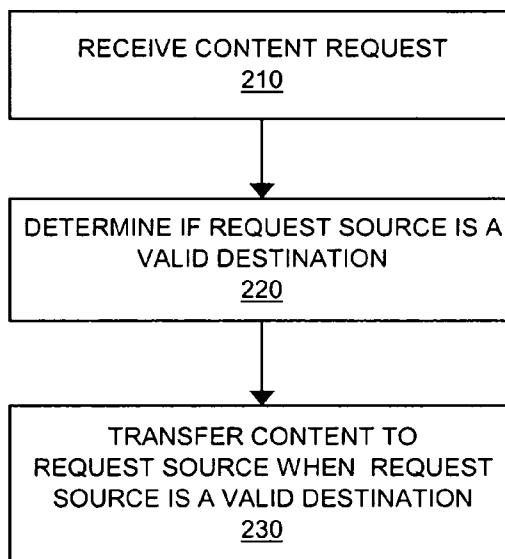 RECEIVE CONTENT REQUEST
210
DETERMINE IF REQUEST SOURCE IS A
VALID DESTINATION
220
TRANSFER CONTENT TO
REQUEST SOURCE WHEN REQUEST
SOURCE IS A VALID DESTINATION
230